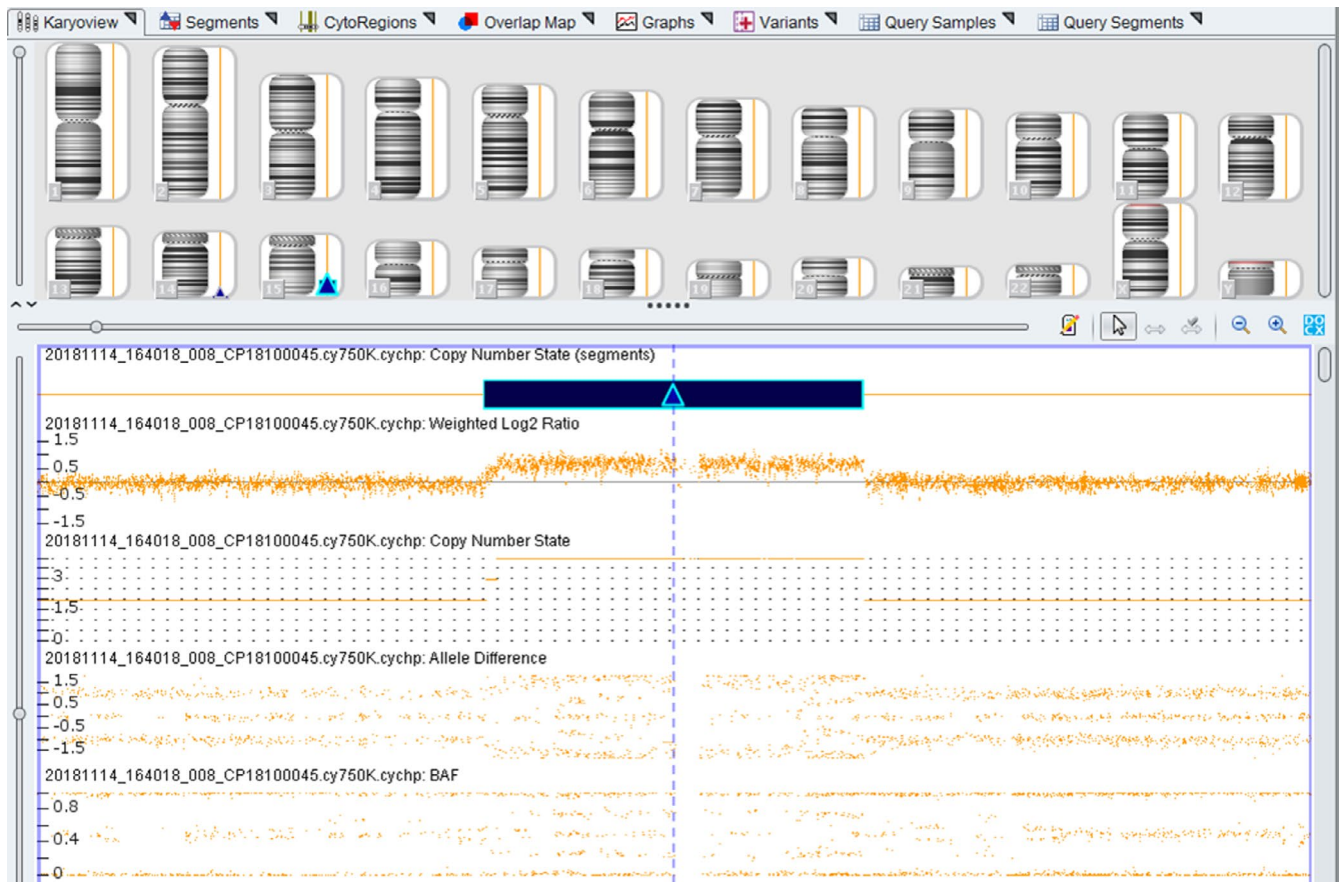 Karyoview Segments CytoRegions Overlap Map Graphs Variants Query Samples Query Segments
1 2 3 4 5 6 7 8 9 10 11 12
13 14 15 16 17 18 19 20 21 22 X Y
DOCX
20181114_164018_008_CP18100045.cy750K.cychp: Copy Number State (segments)
20181114_164018_008_CP18100045.cy750K.cychp: Weighted Log2 Ratio
1.5
0.5
-0.5
-1.5
20181114_164018_008_CP18100045.cy750K.cychp: Copy Number State
3
1.5
0
20181114_164018_008_CP18100045.cy750K.cychp: Allele Difference
1.5
0.5
-0.5
-1.5
20181114_164018_008_CP18100045.cy750K.cychp: BAF
0.8
0.4
0